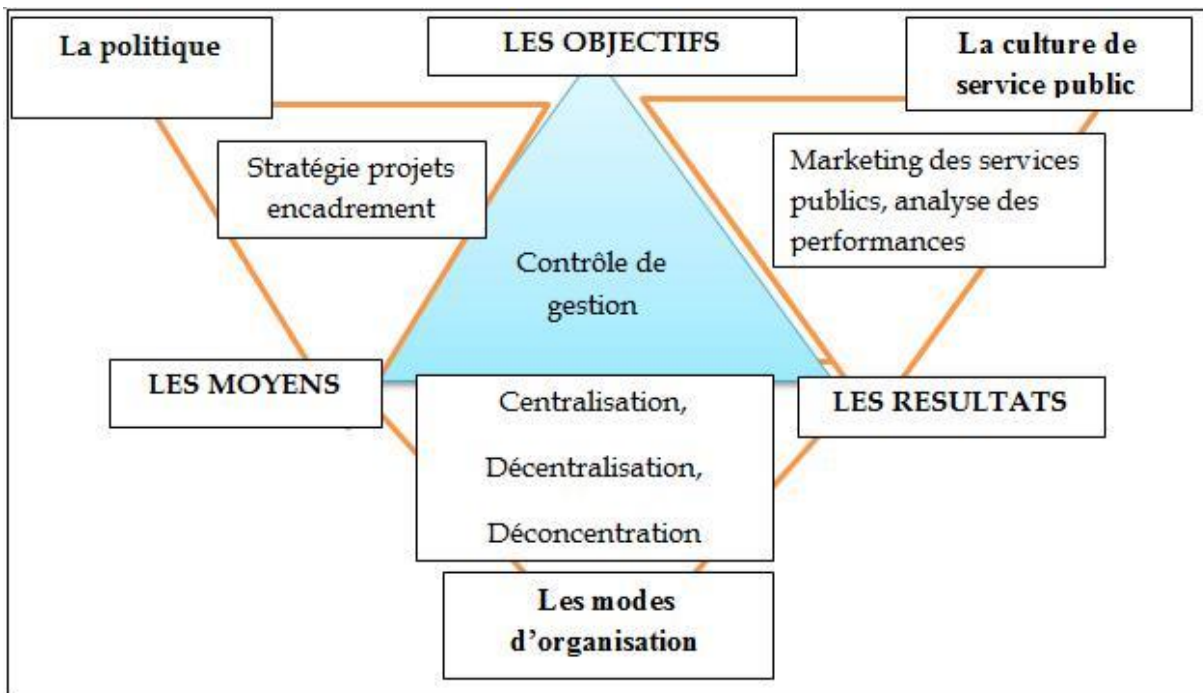 La politique
LES OBJECTIFS
La culture de
service public
Stratégie projets
encadrement
Marketing des services
publics, analyse des
performances
Contrôle de
gestion
LES MOYENS
Centralisation,
Décentralisation,
Déconcentration
LES RESULTATS
Les modes
d'organisation